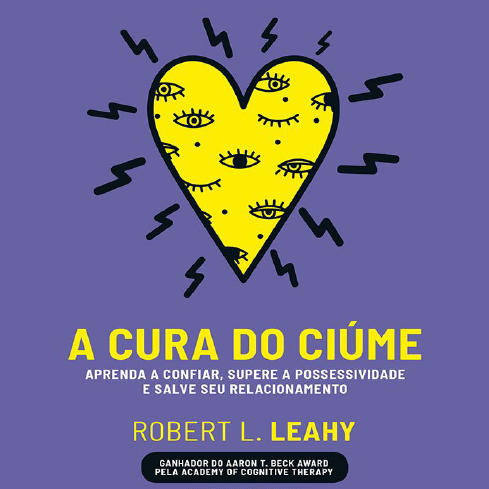 A CURA DO CIÚME
APRENDA A CONFIAR, SUPERE A POSSESSIVIDADE
E SALVE SEU RELACIONAMENTO
ROBERT L. LEAHY
GANHADOR DO AARON T. BECK AWARD
PELA ACADEMY OF COGNITIVE THERAPY